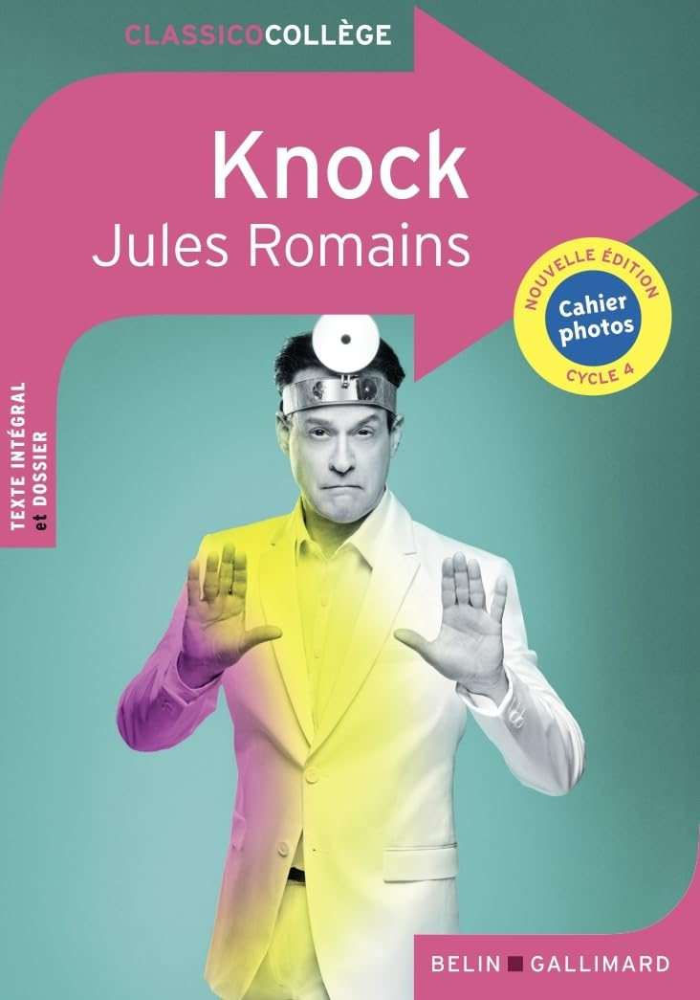 CLASSICOCOLLÈGE
Knock
Jules Romains
NOUVELLE ÉDITION
Cahier
photos
CYCLE 4
TEXTE INTÉGRAL
et DOSSIER
BELIN ■ GALLIMARD